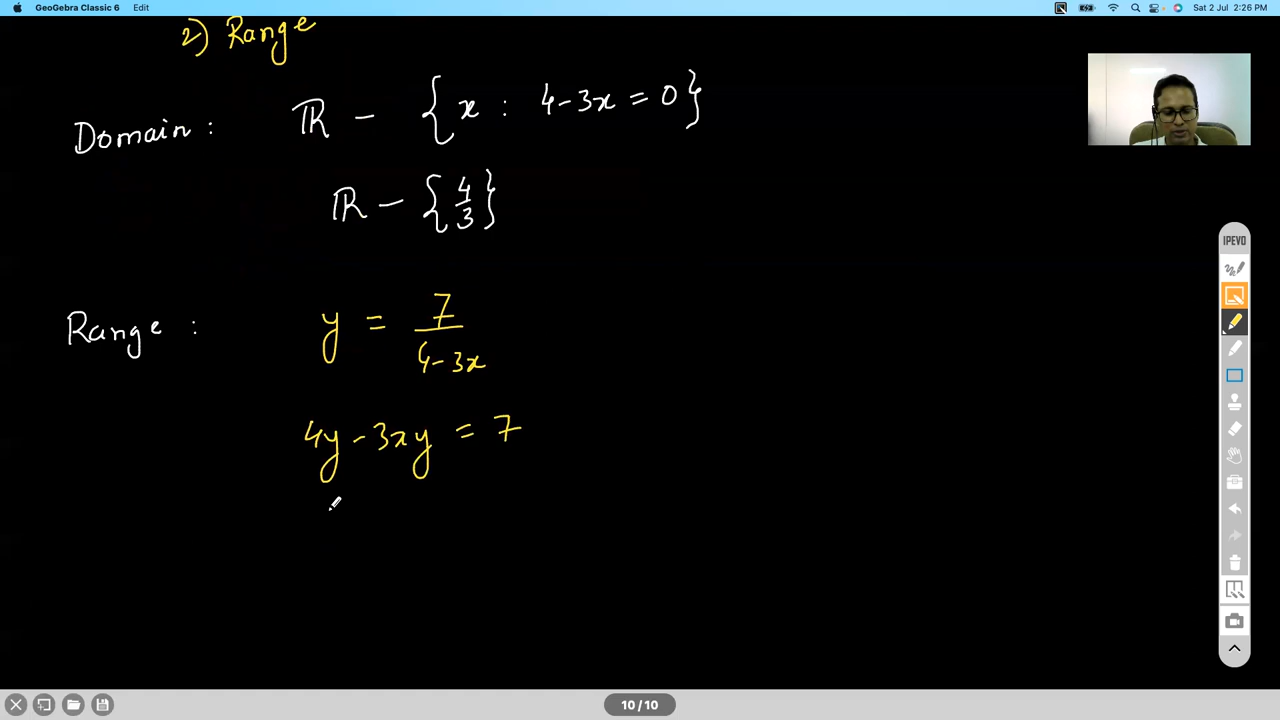 GeoGebra Classic 6 Edit Sat 2 Jul 2:26 PM
2) Range
Domain : ℝ - { x : 4-3x = 0 }
ℝ - { 4/3 }
IPEVO
Range : y = 7/(4-3x)
4y - 3xy = 7
10/10